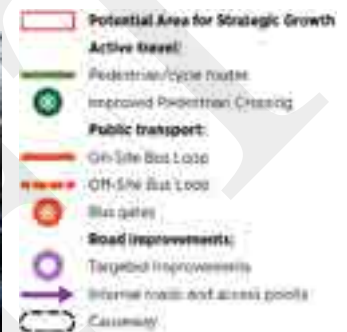 Potential Area for Strategic Growth
Active travel:
Pedestrian/cycle routes
Improved Pedestrian Crossing
Public transport:
On-Site Bus Loop
Off-Site Bus Loop
Bus gates
Road improvements:
Targeted Improvements
Internal roads and access points
Causeway